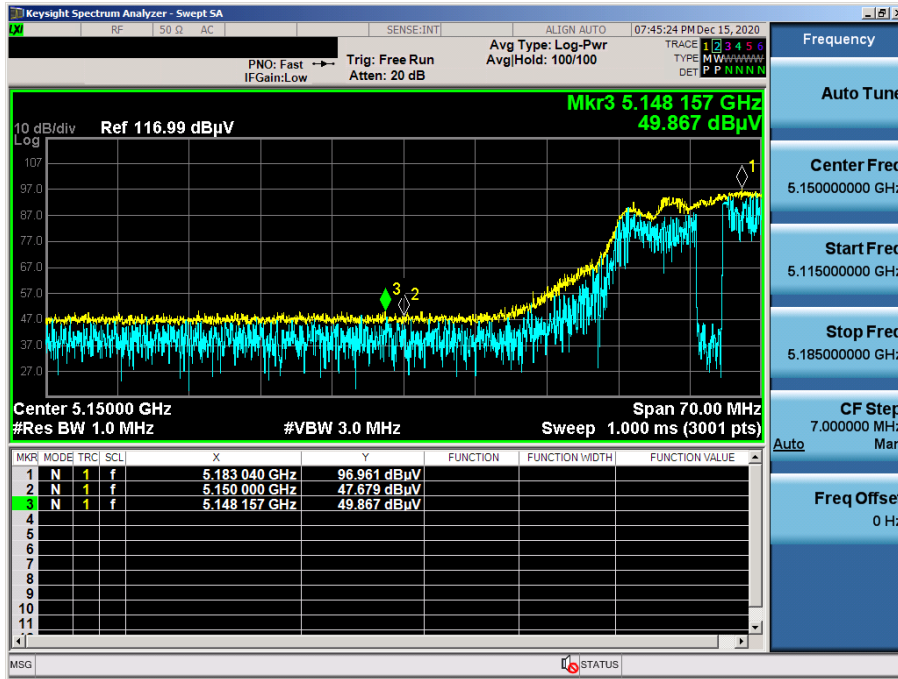 Keysight Spectrum Analyzer - Swept SA
LXI RF 50 Ω AC SENSE:INT ALIGN AUTO 07:45:24 PM Dec 15, 2020
PNO: Fast Trig: Free Run Avg Type: Log-Pwr TRACE 1 2 3 4 5 6
IFGain:Low Atten: 20 dB Avg|Hold: 100/100 TYPE M W W W W W
DET P P N N N N
Mkr3 5.148 157 GHz
49.867 dBµV
10 dB/div Ref 116.99 dBµV
Log
107
97.0
87.0
77.0
67.0
57.0
47.0
37.0
27.0
1
3
2
Center 5.15000 GHz Span 70.00 MHz
#Res BW 1.0 MHz #VBW 3.0 MHz Sweep 1.000 ms (3001 pts)
MKR MODE TRC SCL X Y FUNCTION FUNCTION WIDTH FUNCTION VALUE
1 N 1 f 5.183 040 GHz 96.961 dBµV
2 N 1 f 5.150 000 GHz 47.679 dBµV
3 N 1 f 5.148 157 GHz 49.867 dBµV
4
5
6
7
8
9
10
11
MSG STATUS
Frequency
Auto Tune
Center Freq
5.150000000 GHz
Start Freq
5.115000000 GHz
Stop Freq
5.185000000 GHz
CF Step
7.000000 MHz
Auto Man
Freq Offset
0 Hz